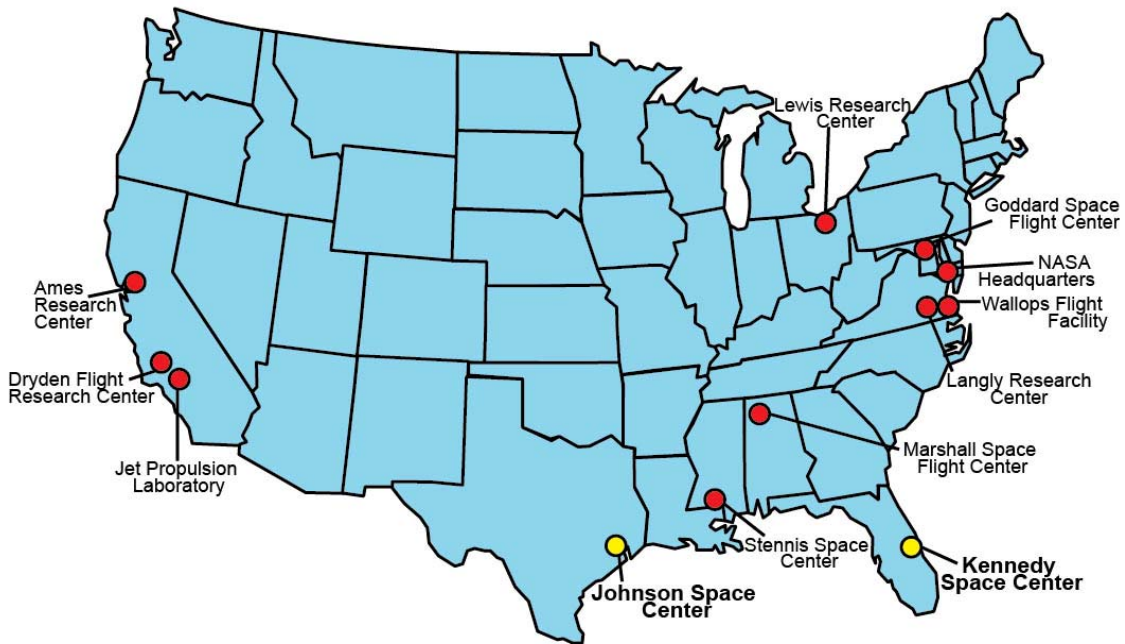 Lewis Research
Center
Goddard Space
Flight Center
NASA
Headquarters
Ames
Research
Center
Wallops Flight
Facility
Dryden Flight
Research Center
Langly Research
Center
Jet Propulsion
Laboratory
Marshall Space
Flight Center
Stennis Space
Center
Kennedy
Space Center
Johnson Space
Center